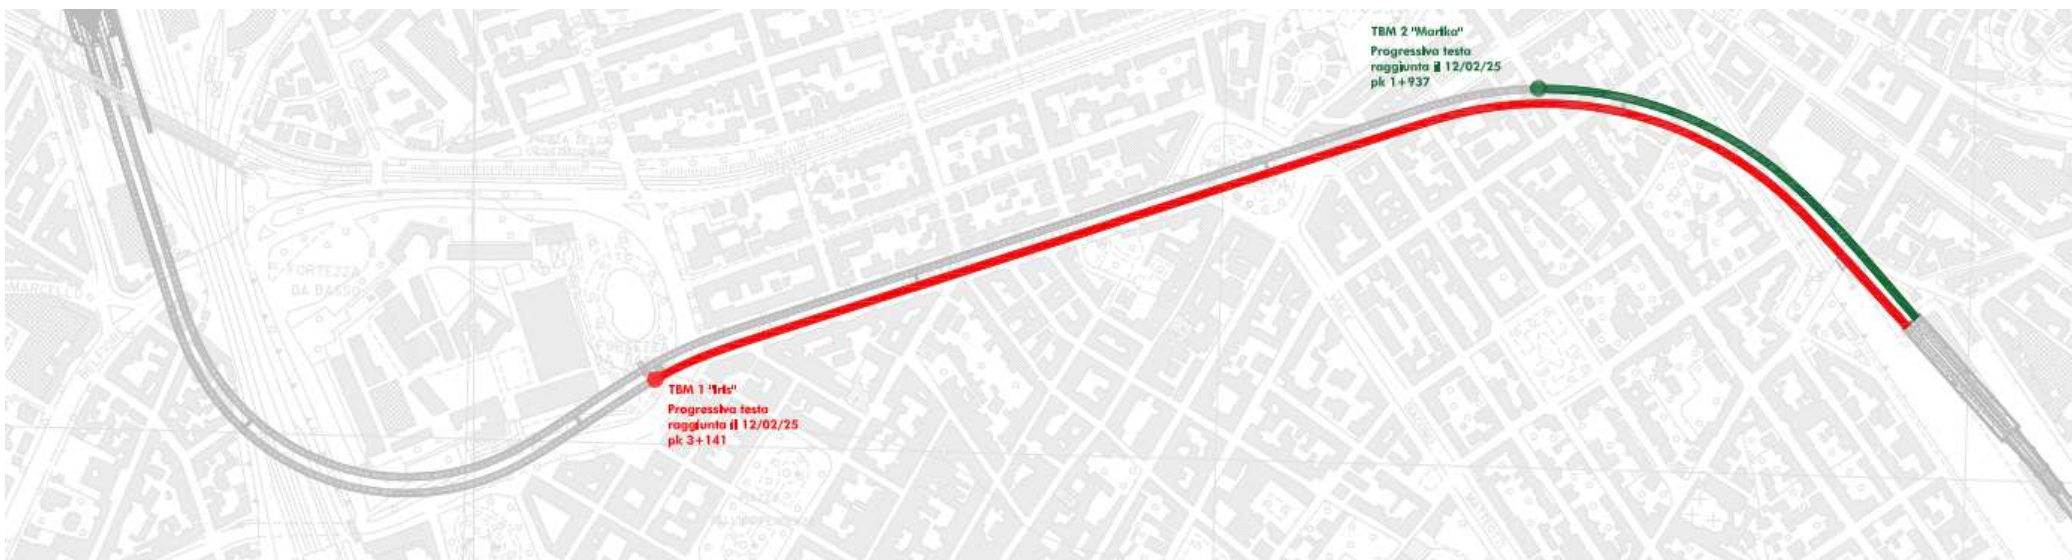 TBM 2 "Marika"
Progressiva testa
raggiunta il 12/02/25
pk 1+937
FORTEZZA
DA BASSO
MARCELLO
TBM 1 "Iris"
Progressiva testa
raggiunta il 12/02/25
pk 3+141